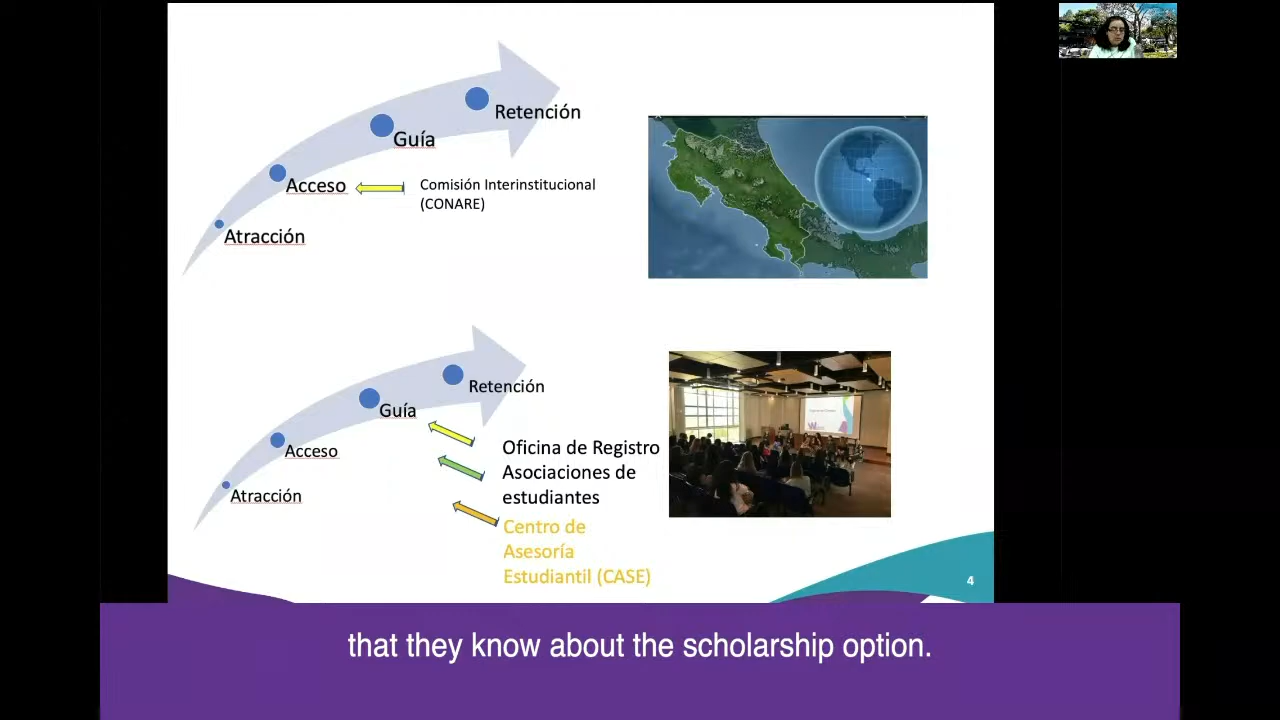 Retención
Guía
Acceso
Comisión Interinstitucional
(CONARE)
Atracción
Retención
Guía
Acceso
Atracción
Oficina de Registro
Asociaciones de
estudiantes
Centro de
Asesoría
Estudiantil (CASE)
4
that they know about the scholarship option.